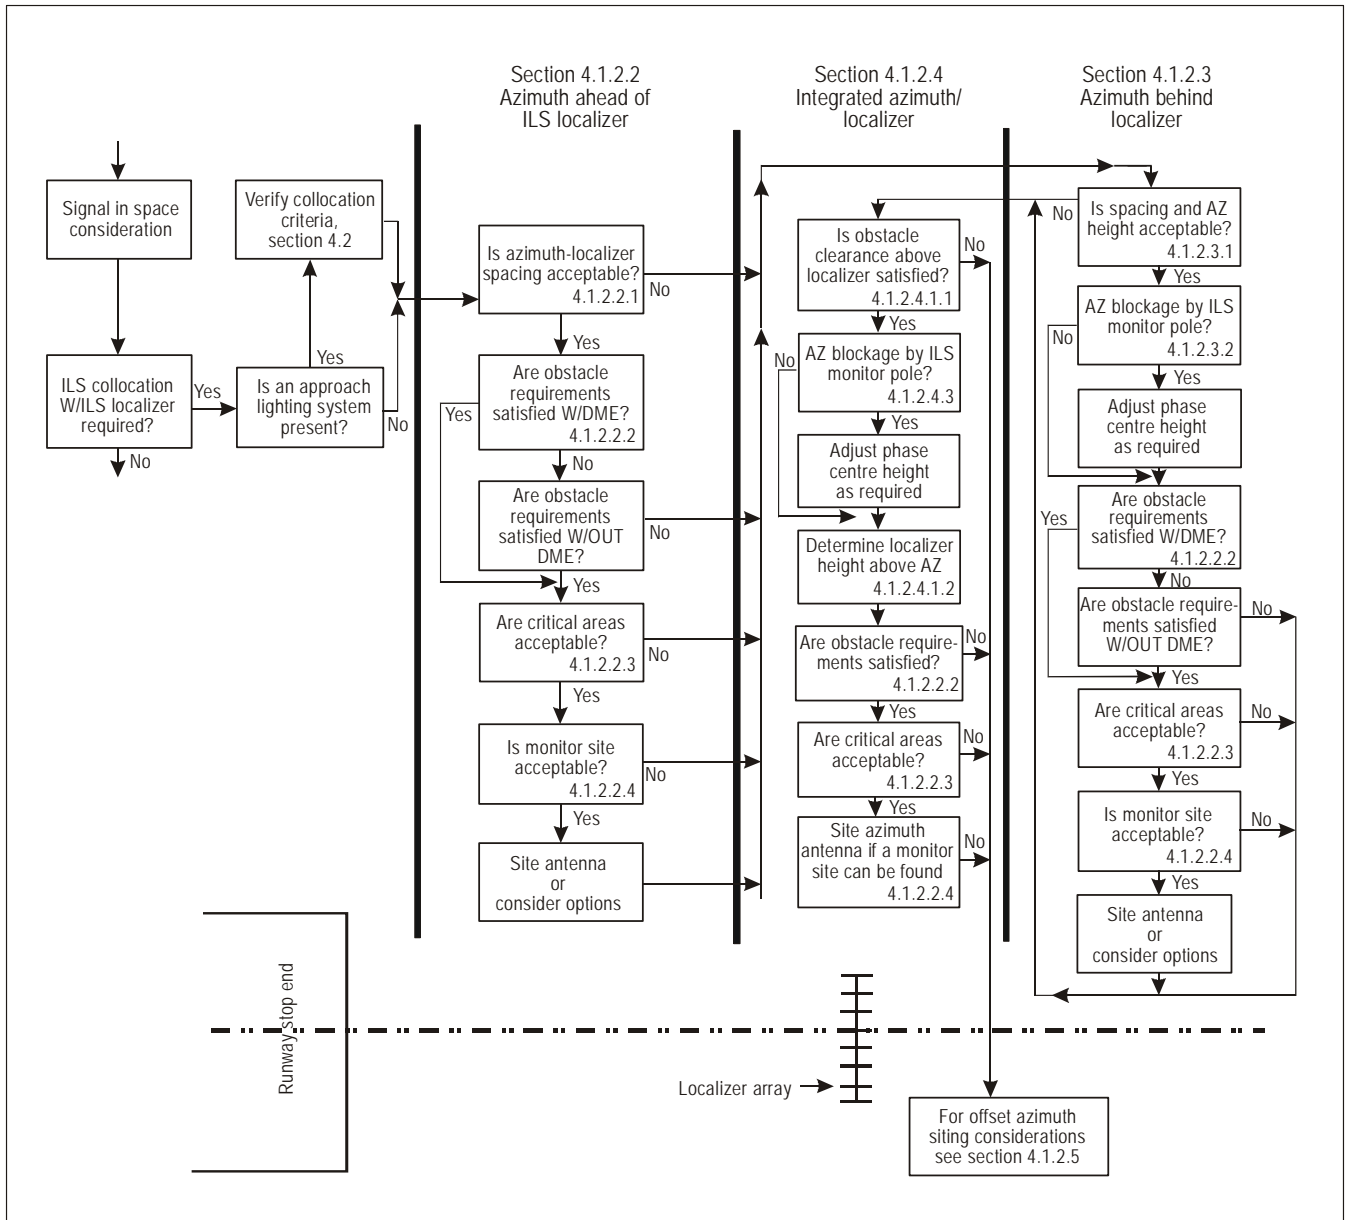 Section 4.1.2.2
Azimuth ahead of
ILS localizer
Section 4.1.2.4
Integrated azimuth/
localizer
Section 4.1.2.3
Azimuth behind
localizer
Signal in space
consideration
ILS collocation
W/ILS localizer
required?
Yes
No
Verify collocation
criteria,
section 4.2
Yes
Is an approach
lighting system
present?
No
Is azimuth-localizer
spacing acceptable?
4.1.2.2.1
No
Yes
Are obstacle
requirements
satisfied W/DME?
4.1.2.2.2
Yes
No
Are obstacle
requirements
satisfied W/OUT
DME?
No
Yes
Are critical areas
acceptable?
4.1.2.2.3
No
Yes
Is monitor site
acceptable?
4.1.2.2.4
No
Yes
Site antenna
or
consider options
Is obstacle
clearance above
localizer satisfied?
4.1.2.4.1.1
No
Yes
AZ blockage by ILS
monitor pole?
4.1.2.4.3
No
Yes
Adjust phase
centre height
as required
Determine localizer
height above AZ
4.1.2.4.1.2
Are obstacle require-
ments satisfied?
4.1.2.2.2
No
Yes
Are critical areas
acceptable?
4.1.2.2.3
No
Yes
Site azimuth
antenna if a monitor
site can be found
4.1.2.2.4
No
Is spacing and AZ
height acceptable?
4.1.2.3.1
No
Yes
AZ blockage by ILS
monitor pole?
4.1.2.3.2
No
Yes
Adjust phase
centre height
as required
Are obstacle
requirements
satisfied W/DME?
4.1.2.2.2
Yes
No
Are obstacle require-
ments satisfied
W/OUT DME?
No
Yes
Are critical areas
acceptable?
4.1.2.2.3
No
Yes
Is monitor site
acceptable?
4.1.2.2.4
No
Yes
Site antenna
or
consider options
Runway stop end
Localizer array
For offset azimuth
siting considerations
see section 4.1.2.5